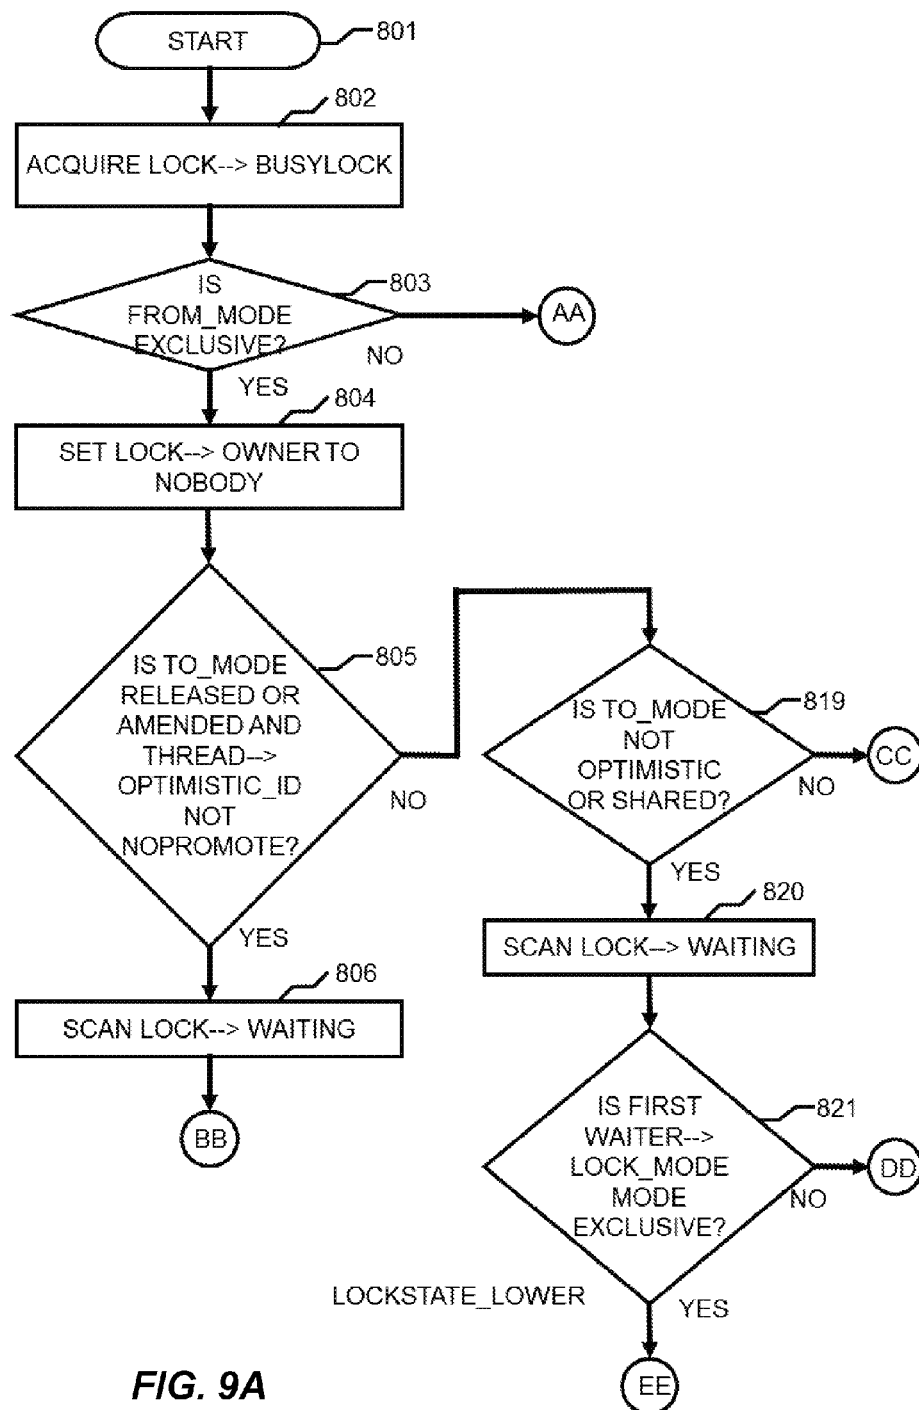 START
801
802
ACQUIRE LOCK--> BUSYLOCK
IS
FROM_MODE
EXCLUSIVE?
803
AA
NO
YES
804
SET LOCK--> OWNER TO
NOBODY
IS TO_MODE
RELEASED OR
AMENDED AND
THREAD-->
OPTIMISTIC_ID
NOT
NOPROMOTE?
805
NO
YES
806
SCAN LOCK--> WAITING
BB
IS TO_MODE
NOT
OPTIMISTIC
OR SHARED?
819
CC
NO
YES
820
SCAN LOCK--> WAITING
IS FIRST
WAITER-->
LOCK_MODE
MODE
EXCLUSIVE?
821
DD
NO
LOCKSTATE_LOWER
YES
EE
FIG. 9A